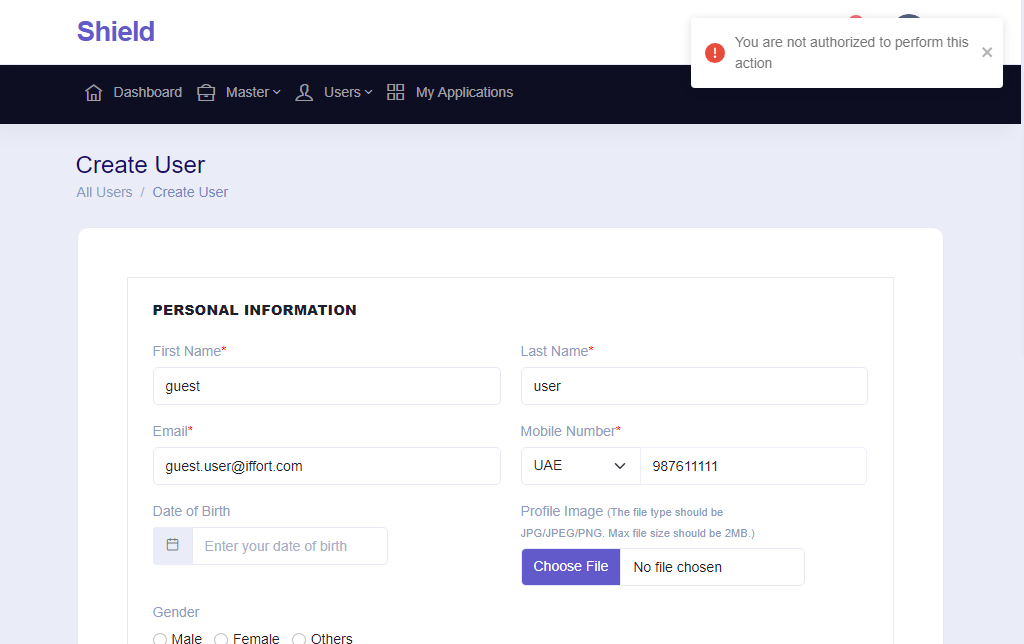 Shield
You are not authorized to perform this
action
Dashboard Master Users My Applications
Create User
All Users / Create User
PERSONAL INFORMATION
First Name* Last Name*
guest user
Email* Mobile Number*
guest.user@iffort.com UAE 987611111
Date of Birth Profile Image (The file type should be
JPG/JPEG/PNG. Max file size should be 2MB.)
Enter your date of birth
Choose File No file chosen
Gender
Male Female Others